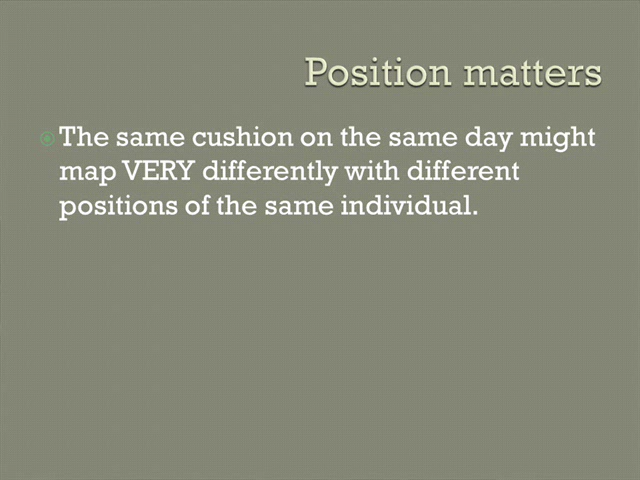 Position matters
The same cushion on the same day might
map VERY differently with different
positions of the same individual.